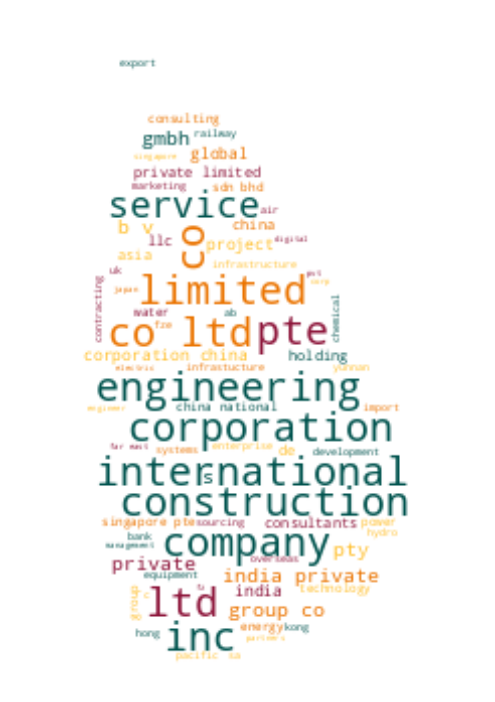 export
consulting
gmbh railway
singapore global
private limited
marketing sdn bhd
service air
b v co china
llc project digital
asia infrastructure
uk put corp
contracting japan limited chemical
water fze ab
co ltd pte
corporation china holding
electric infrastucture yunnan
engineering
engineer china national import
corporation
far east systems enterprise de development
international
s
construction
singapore pte sourcing consultants power
bank company hydro
management pty
private overseas
equipment india private
group c ltd india technology
group co
hong inc energy kong
partners
pacific sa